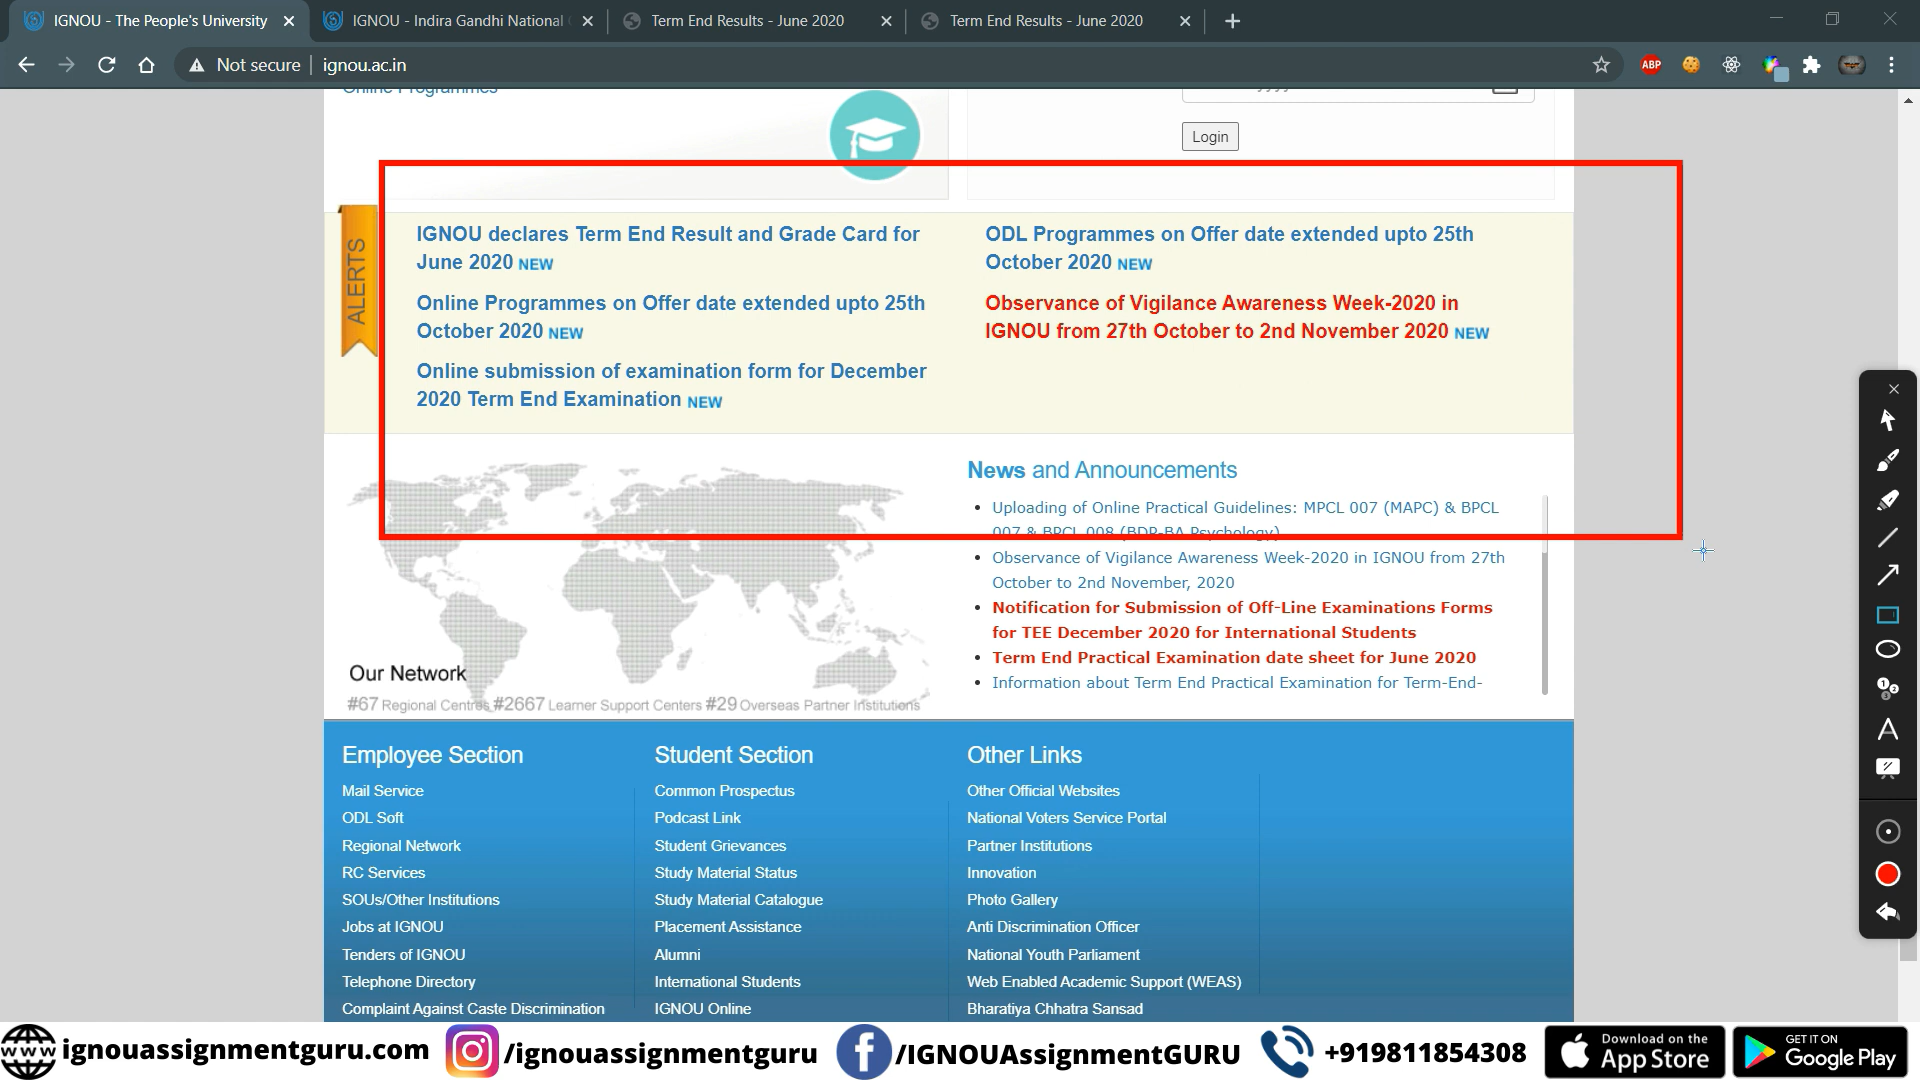 IGNOU - The People's University
IGNOU - Indira Gandhi National
Term End Results - June 2020
Term End Results - June 2020
Not secure
ignou.ac.in
ABP
Online Programmes
Login
ALERTS
IGNOU declares Term End Result and Grade Card for
June 2020 NEW
Online Programmes on Offer date extended upto 25th
October 2020 NEW
Online submission of examination form for December
2020 Term End Examination NEW
ODL Programmes on Offer date extended upto 25th
October 2020 NEW
Observance of Vigilance Awareness Week-2020 in
IGNOU from 27th October to 2nd November 2020 NEW
Our Network
#67 Regional Centres #2667 Learner Support Centers #29 Overseas Partner Institutions
News and Announcements
Uploading of Online Practical Guidelines: MPCL 007 (MAPC) & BPCL
007 & BPCL 008 (BDP-BA Psychology)
Observance of Vigilance Awareness Week-2020 in IGNOU from 27th
October to 2nd November, 2020
Notification for Submission of Off-Line Examinations Forms
for TEE December 2020 for International Students
Term End Practical Examination date sheet for June 2020
Information about Term End Practical Examination for Term-End-
Employee Section
Mail Service
ODL Soft
Regional Network
RC Services
SOUs/Other Institutions
Jobs at IGNOU
Tenders of IGNOU
Telephone Directory
Complaint Against Caste Discrimination
Student Section
Common Prospectus
Podcast Link
Student Grievances
Study Material Status
Study Material Catalogue
Placement Assistance
Alumni
International Students
IGNOU Online
Other Links
Other Official Websites
National Voters Service Portal
Partner Institutions
Innovation
Photo Gallery
Anti Discrimination Officer
National Youth Parliament
Web Enabled Academic Support (WEAS)
Bharatiya Chhatra Sansad
www
ignouassignmentguru.com
/ignouassignmentguru
/IGNOUAssignmentGURU
+919811854308
Download on the
App Store
GET IT ON
Google Play